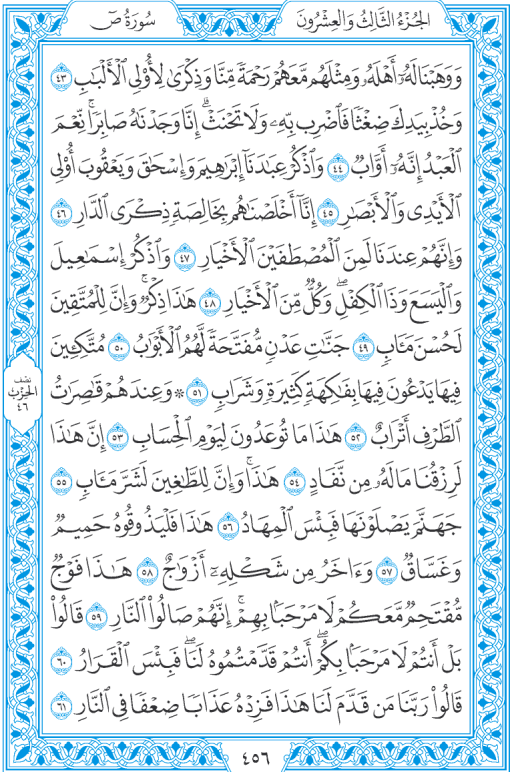 الجُزْءُ الثَّالِثُ وَالعِشْرُونَ
سُورَةُ صٓ
وَوَهَبْنَا لَهُۥٓ أَهْلَهُۥ وَمِثْلَهُم مَّعَهُمْ رَحْمَةً مِّنَّا وَذِكْرَىٰ لِأُو۟لِى ٱلْأَلْبَٰبِ ٤٣
وَخُذْ بِيَدِكَ ضِغْثًا فَٱضْرِب بِّهِۦ وَلَا تَحْنَثْ ۗ إِنَّا وَجَدْنَٰهُ صَابِرًا ۚ نِّعْمَ
ٱلْعَبْدُ ۖ إِنَّهُۥٓ أَوَّابٌ ٤٤ وَٱذْكُرْ عِبَٰدَنَآ إِبْرَٰهِيمَ وَإِسْحَٰقَ وَيَعْقُوبَ أُو۟لِى
ٱلْأَيْدِى وَٱلْأَبْصَٰرِ ٤٥ إِنَّآ أَخْلَصْنَٰهُم بِخَالِصَةٍ ذِكْرَى ٱلدَّارِ ٤٦
وَإِنَّهُمْ عِندَنَا لَمِنَ ٱلْمُصْطَفَيْنَ ٱلْأَخْيَارِ ٤٧ وَٱذْكُرْ إِسْمَٰعِيلَ
وَٱلْيَسَعَ وَذَا ٱلْكِفْلِ ۖ وَكُلٌّ مِّنَ ٱلْأَخْيَارِ ٤٨ هَٰذَا ذِكْرٌ ۚ وَإِنَّ لِلْمُتَّقِينَ
لَحُسْنَ مَـَٔابٍ ٤٩ جَنَّٰتِ عَدْنٍ مُّفَتَّحَةً لَّهُمُ ٱلْأَبْوَٰبُ ٥٠ مُتَّكِـِٔينَ
فِيهَا يَدْعُونَ فِيهَا بِفَٰكِهَةٍ كَثِيرَةٍ وَشَرَابٍ ٥١ ۞ وَعِندَهُمْ قَٰصِرَٰتُ
ٱلطَّرْفِ أَتْرَابٌ ٥٢ هَٰذَا مَا تُوعَدُونَ لِيَوْمِ ٱلْحِسَابِ ٥٣ إِنَّ هَٰذَا
لَرِزْقُنَا مَا لَهُۥ مِن نَّفَادٍ ٥٤ هَٰذَا ۚ وَإِنَّ لِلطَّٰغِينَ لَشَرَّ مَـَٔابٍ ٥٥
جَهَنَّمَ يَصْلَوْنَهَا فَبِئْسَ ٱلْمِهَادُ ٥٦ هَٰذَا فَلْيَذُوقُوهُ حَمِيمٌ
وَغَسَّاقٌ ٥٧ وَءَاخَرُ مِن شَكْلِهِۦٓ أَزْوَٰجٌ ٥٨ هَٰذَا فَوْجٌ
مُّقْتَحِمٌ مَّعَكُمْ ۖ لَا مَرْحَبًۢا بِهِمْ ۚ إِنَّهُمْ صَالُوا۟ ٱلنَّارِ ٥٩ قَالُوا۟
بَلْ أَنتُمْ لَا مَرْحَبًۢا بِكُمْ ۖ أَنتُمْ قَدَّمْتُمُوهُ لَنَا ۖ فَبِئْسَ ٱلْقَرَارُ ٦٠
قَالُوا۟ رَبَّنَا مَن قَدَّمَ لَنَا هَٰذَا فَزِدْهُ عَذَابًا ضِعْفًا فِى ٱلنَّارِ ٦١
نصف
الحزب
٤٦
٤٥٦